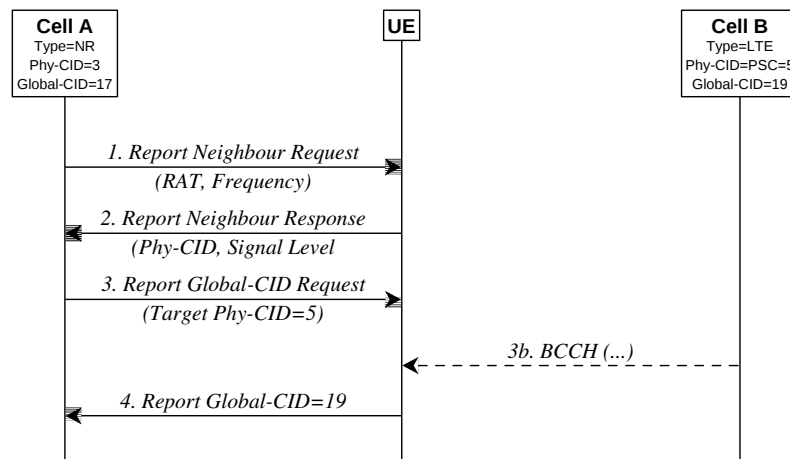 Cell A
Type=NR
Phy-CID=3
Global-CID=17
UE
Cell B
Type=LTE
Phy-CID=PSC=5
Global-CID=19
1. Report Neighbour Request
(RAT, Frequency)
2. Report Neighbour Response
(Phy-CID, Signal Level
3. Report Global-CID Request
(Target Phy-CID=5)
3b. BCCH (...)
4. Report Global-CID=19